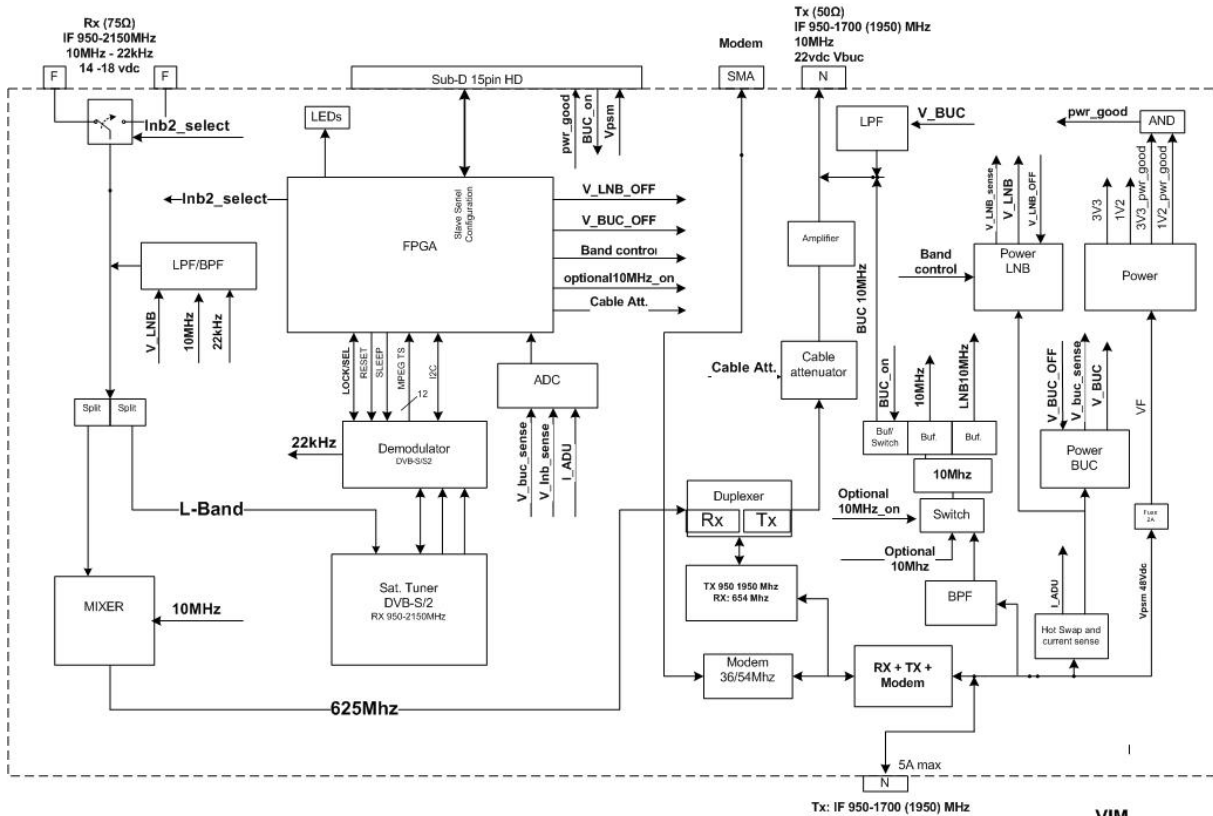 Rx (75Ω)
IF 950-2150MHz
10MHz - 22kHz
14 -18 vdc
F
F
Sub-D 15pin HD
Modem
SMA
Tx (50Ω)
IF 950-1700 (1950) MHz
10MHz
22vdc Vbuc
N
lnb2_select
LEDs
pwr_good
BUC_on
Vpsm
LPF
V_BUC
pwr_good
AND
lnb2_select
FPGA
Slave Seriel
Configuration
V_LNB_OFF
V_BUC_OFF
Band control
optional10MHz_on
Cable Att.
LPF/BPF
V_LNB
10MHz
22kHz
Amplifier
BUC 10MHz
V_LNB_sense
V_LNB
V_LNB_OFF
3V3
1V2
3V3_pwr_good
1V2_pwr_good
Band
control
Power
LNB
Power
LOCK/SEL
RESET
SLEEP
MPEG TS
12
I2C
ADC
Cable Att.
Cable
attenuator
BUC_on
10MHz
LNB10MHz
V_BUC_OFF
V_buc_sense
V_BUC
VF
Split
Split
22kHz
Demodulator
DVB-S/S2
V_buc_sense
V_lnb_sense
I_ADU
Buf/
Switch
Buf.
Buf.
10Mhz
Power
BUC
L-Band
Duplexer
Rx
Tx
Optional
10MHz_on
Switch
Optional
10Mhz
Fuse
2A
MIXER
10MHz
Sat. Tuner
DVB-S/2
RX 950-2150MHz
TX 950 1950 Mhz
RX: 654 Mhz
BPF
I_ADU
Vpsm 48Vdc
Hot Swap and
current sense
Modem
36/54Mhz
RX + TX +
Modem
625Mhz
5A max
N
Tx: IF 950-1700 (1950) MHz